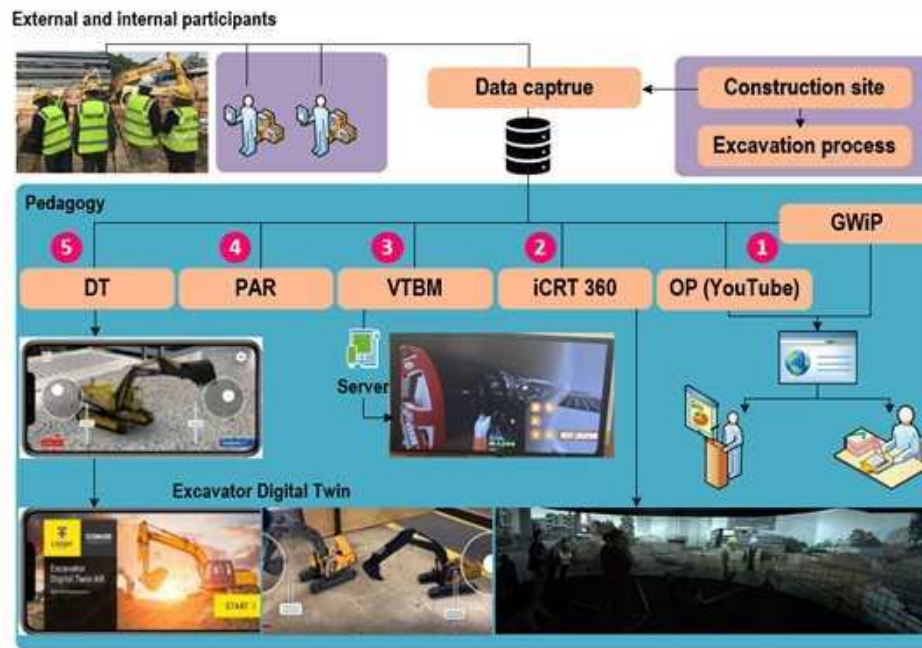 External and internal participants
Data captrue
Construction site
Excavation process
Pedagogy
GWiP
5
4
3
2
1
DT
PAR
VTBM
iCRT 360
OP (YouTube)
Server
Excavator Digital Twin
Excavator
Digital Twin AR
START